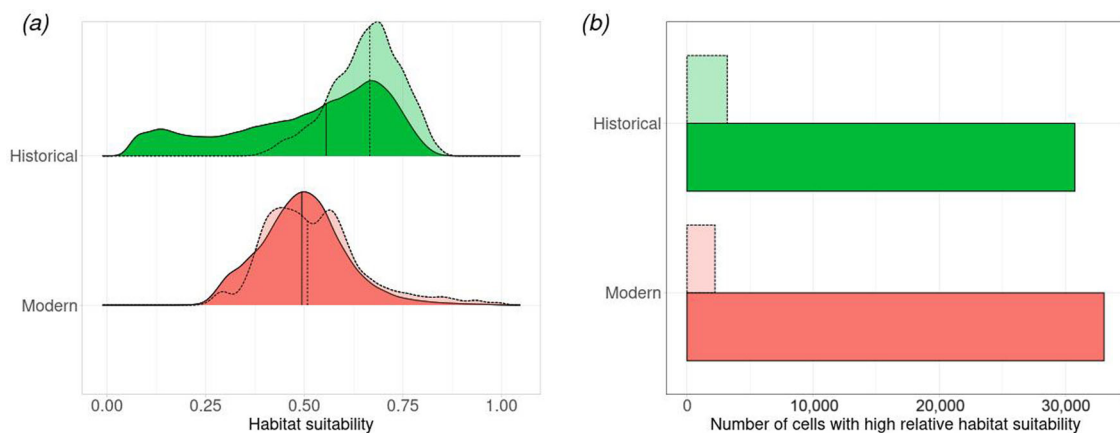 (a)
Historical
Modern
0.00 0.25 0.50 0.75 1.00
Habitat suitability
(b)
Historical
Modern
0 10,000 20,000 30,000
Number of cells with high relative habitat suitability